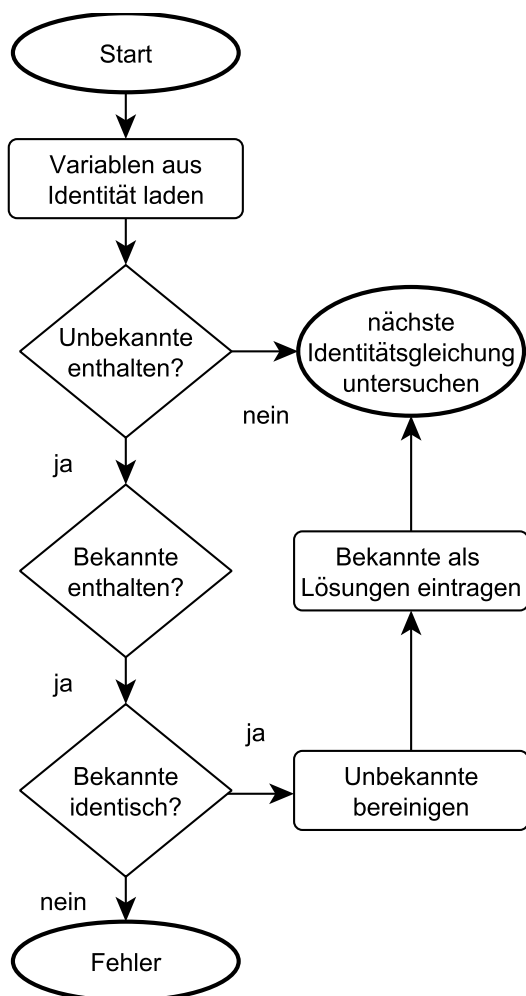 Start
Variablen aus
Identität laden
Unbekannte
enthalten?
nächste
Identitätsgleichung
untersuchen
nein
ja
Bekannte
enthalten?
Bekannte als
Lösungen eintragen
ja
ja
Bekannte
identisch?
Unbekannte
bereinigen
nein
Fehler